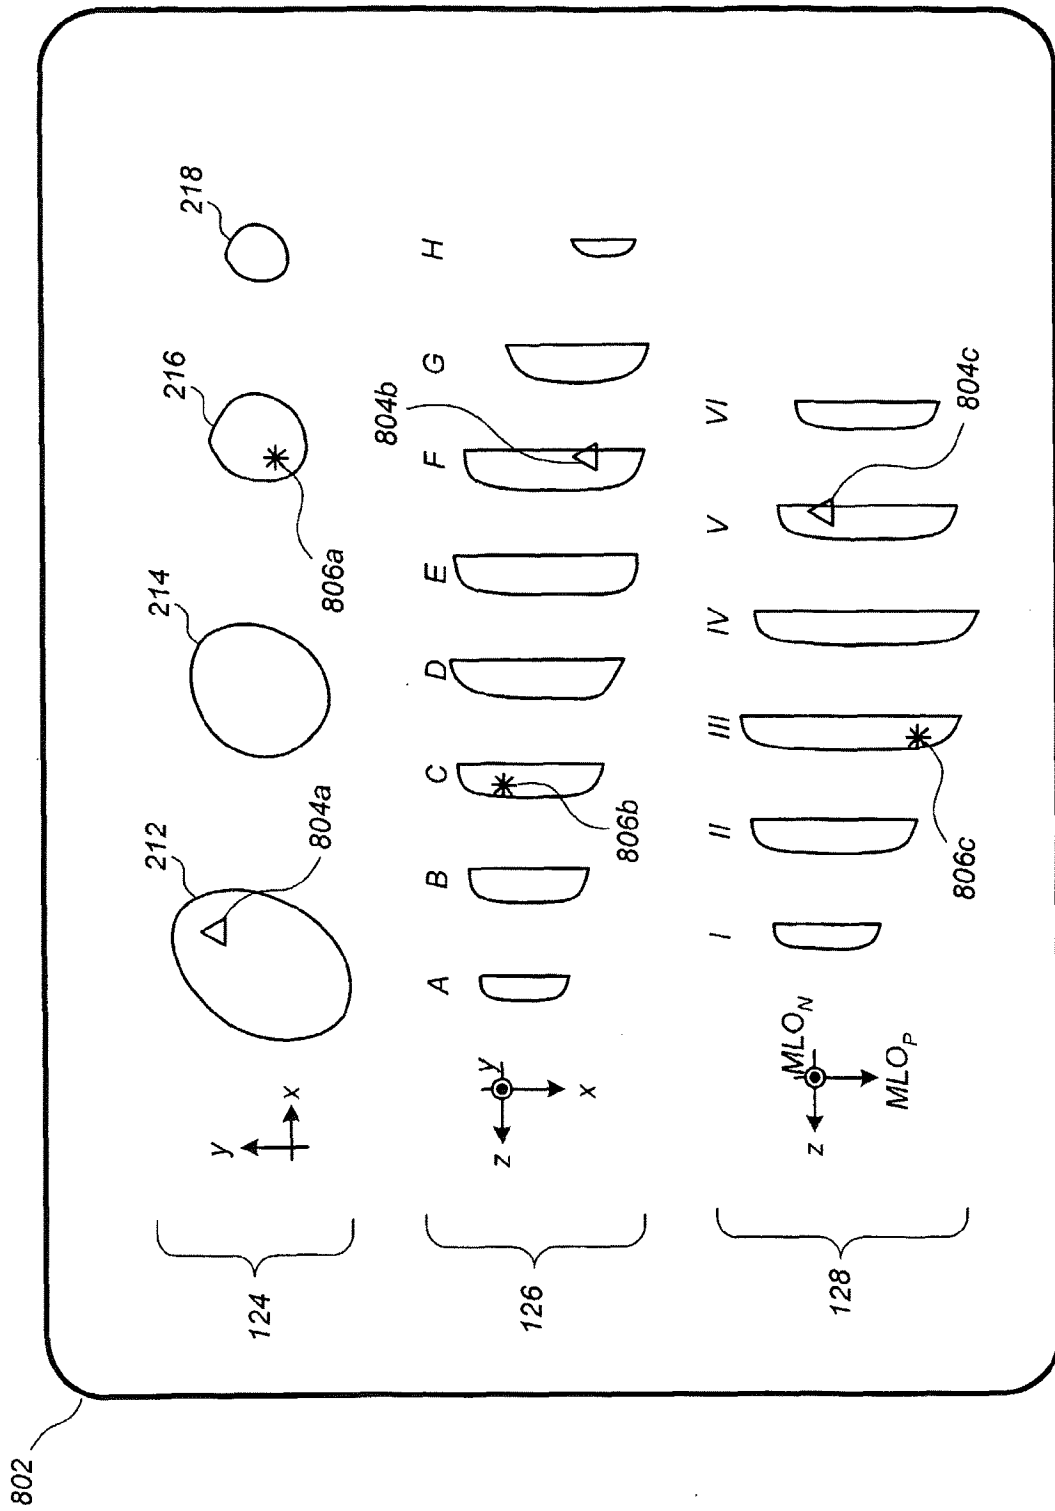 802
212 214 216 218
y
124
x
804a
806a
804b
A B C D E F G H
y
z
126
x
806b
I II III IV V VI
MLO_N
z
128
MLO_P
806c
804c